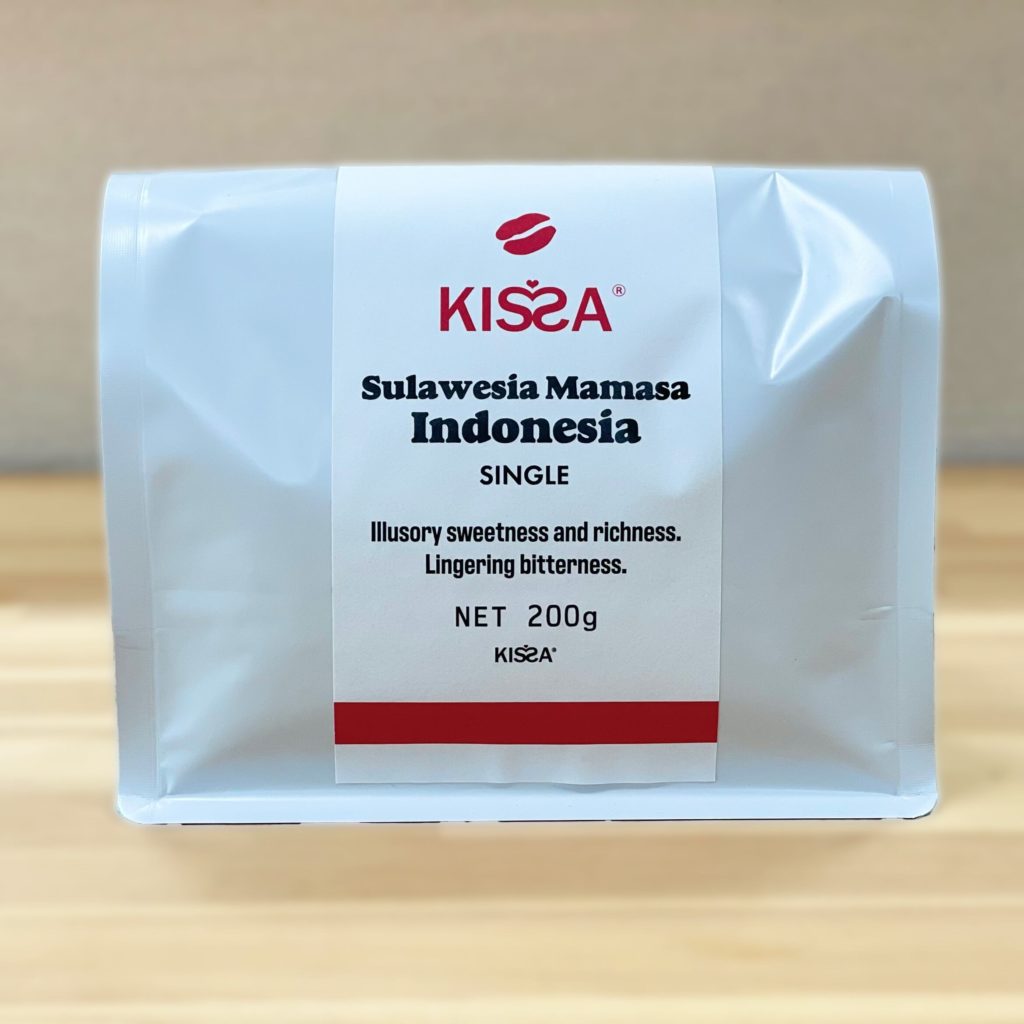 KISSA®
Sulawesia Mamasa
Indonesia
SINGLE
Illusory sweetness and richness.
Lingering bitterness.
NET 200g
KISSA®